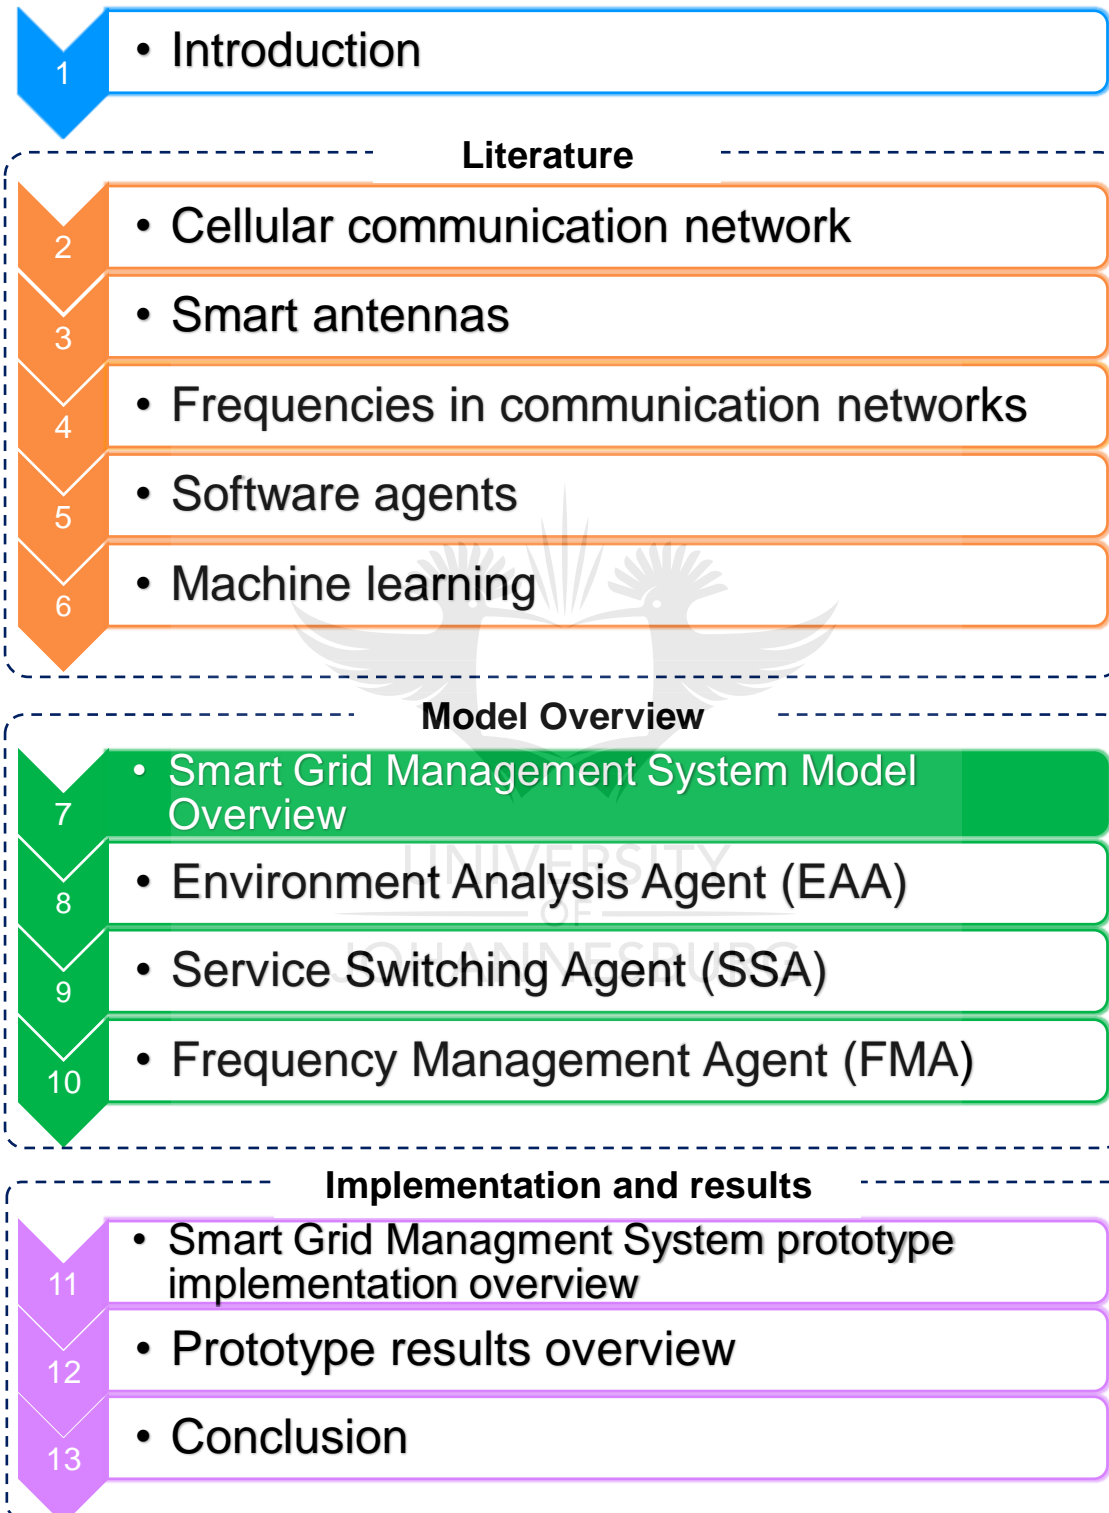 1
• Introduction
Literature
2
• Cellular communication network
3
• Smart antennas
4
• Frequencies in communication networks
5
• Software agents
6
• Machine learning
Model Overview
7
• Smart Grid Management System Model
Overview
8
• Environment Analysis Agent (EAA)
UNIVERSITY
OF
JOHANNESBURG
9
• Service Switching Agent (SSA)
10
• Frequency Management Agent (FMA)
Implementation and results
11
• Smart Grid Managment System prototype
implementation overview
12
• Prototype results overview
13
• Conclusion